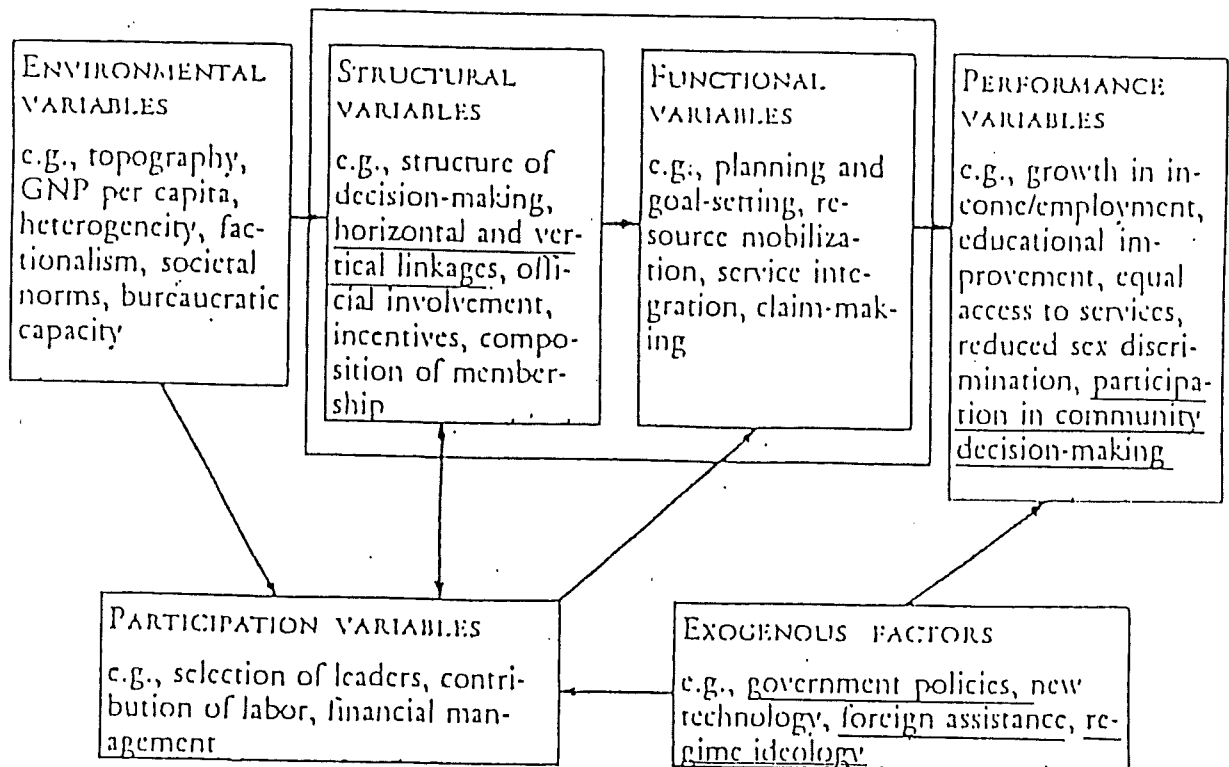 ENVIRONMENTAL
VARIABLES
e.g., topography,
GNP per capita,
heterogeneity, fac-
tionalism, societal
norms, bureaucratic
capacity
STRUCTURAL
VARIABLES
e.g., structure of
decision-making,
horizontal and ver-
tical linkages, offi-
cial involvement,
incentives, compo-
sition of member-
ship
FUNCTIONAL
VARIABLES
e.g., planning and
goal-setting, re-
source mobiliza-
tion, service inte-
gration, claim-mak-
ing
PERFORMANCE
VARIABLES
e.g., growth in in-
come/employment,
educational im-
provement, equal
access to services,
reduced sex discri-
mination, participa-
tion in community
decision-making
PARTICIPATION VARIABLES
e.g., selection of leaders, contri-
bution of labor, financial man-
agement
EXOGENOUS FACTORS
e.g., government policies, new
technology, foreign assistance, re-
gime ideology